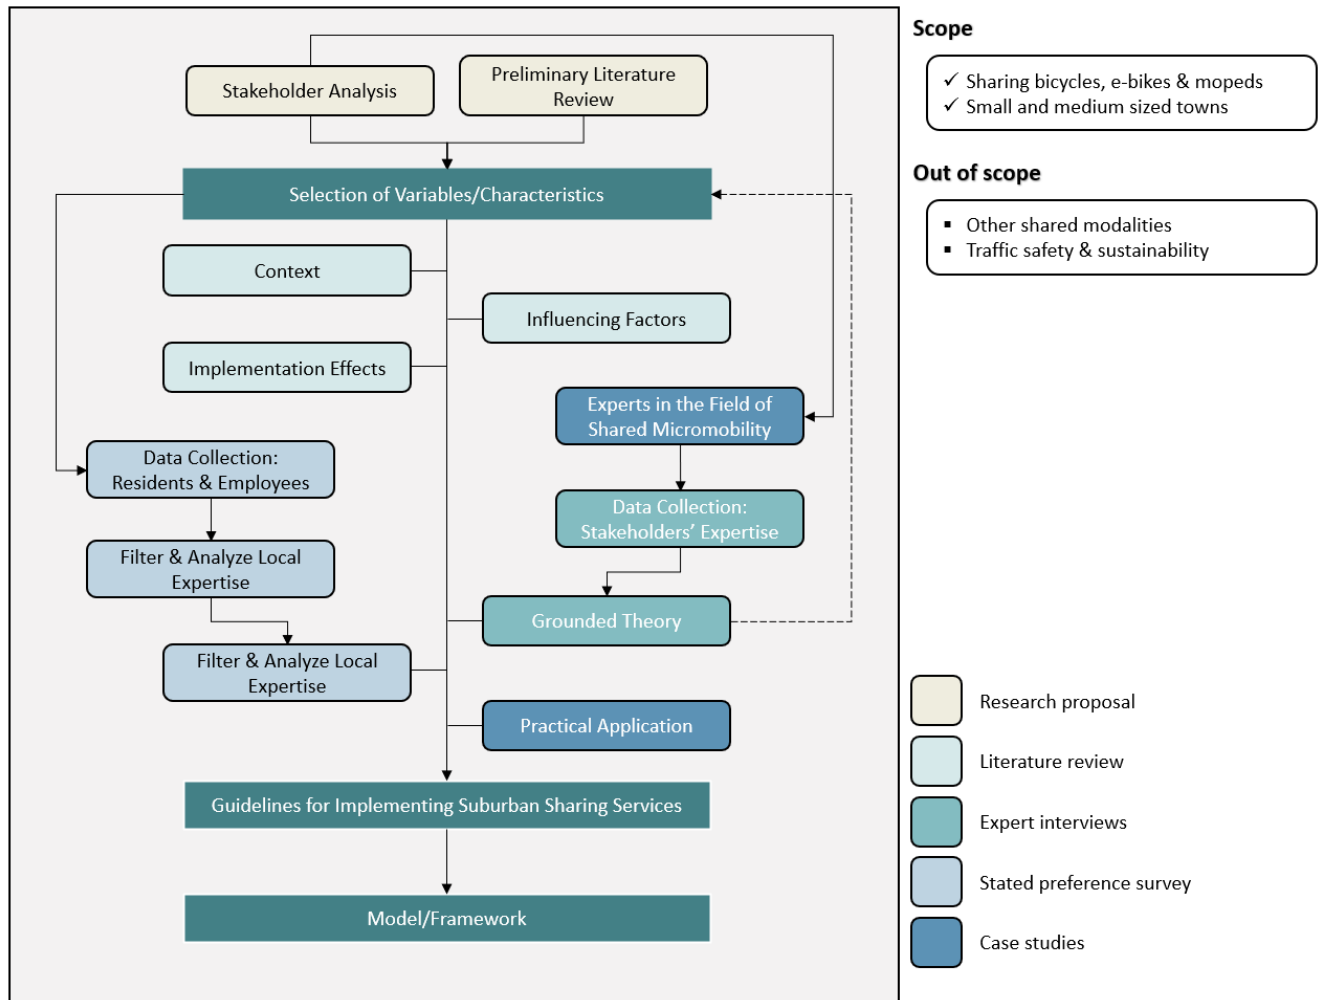 Stakeholder Analysis
Preliminary Literature
Review
Selection of Variables/Characteristics
Context
Influencing Factors
Implementation Effects
Experts in the Field of
Shared Micromobility
Data Collection:
Residents & Employees
Data Collection:
Stakeholders’ Expertise
Filter & Analyze Local
Expertise
Grounded Theory
Filter & Analyze Local
Expertise
Practical Application
Guidelines for Implementing Suburban Sharing Services
Model/Framework
Scope
✓ Sharing bicycles, e-bikes & mopeds
✓ Small and medium sized towns
Out of scope
▪ Other shared modalities
▪ Traffic safety & sustainability
Research proposal
Literature review
Expert interviews
Stated preference survey
Case studies